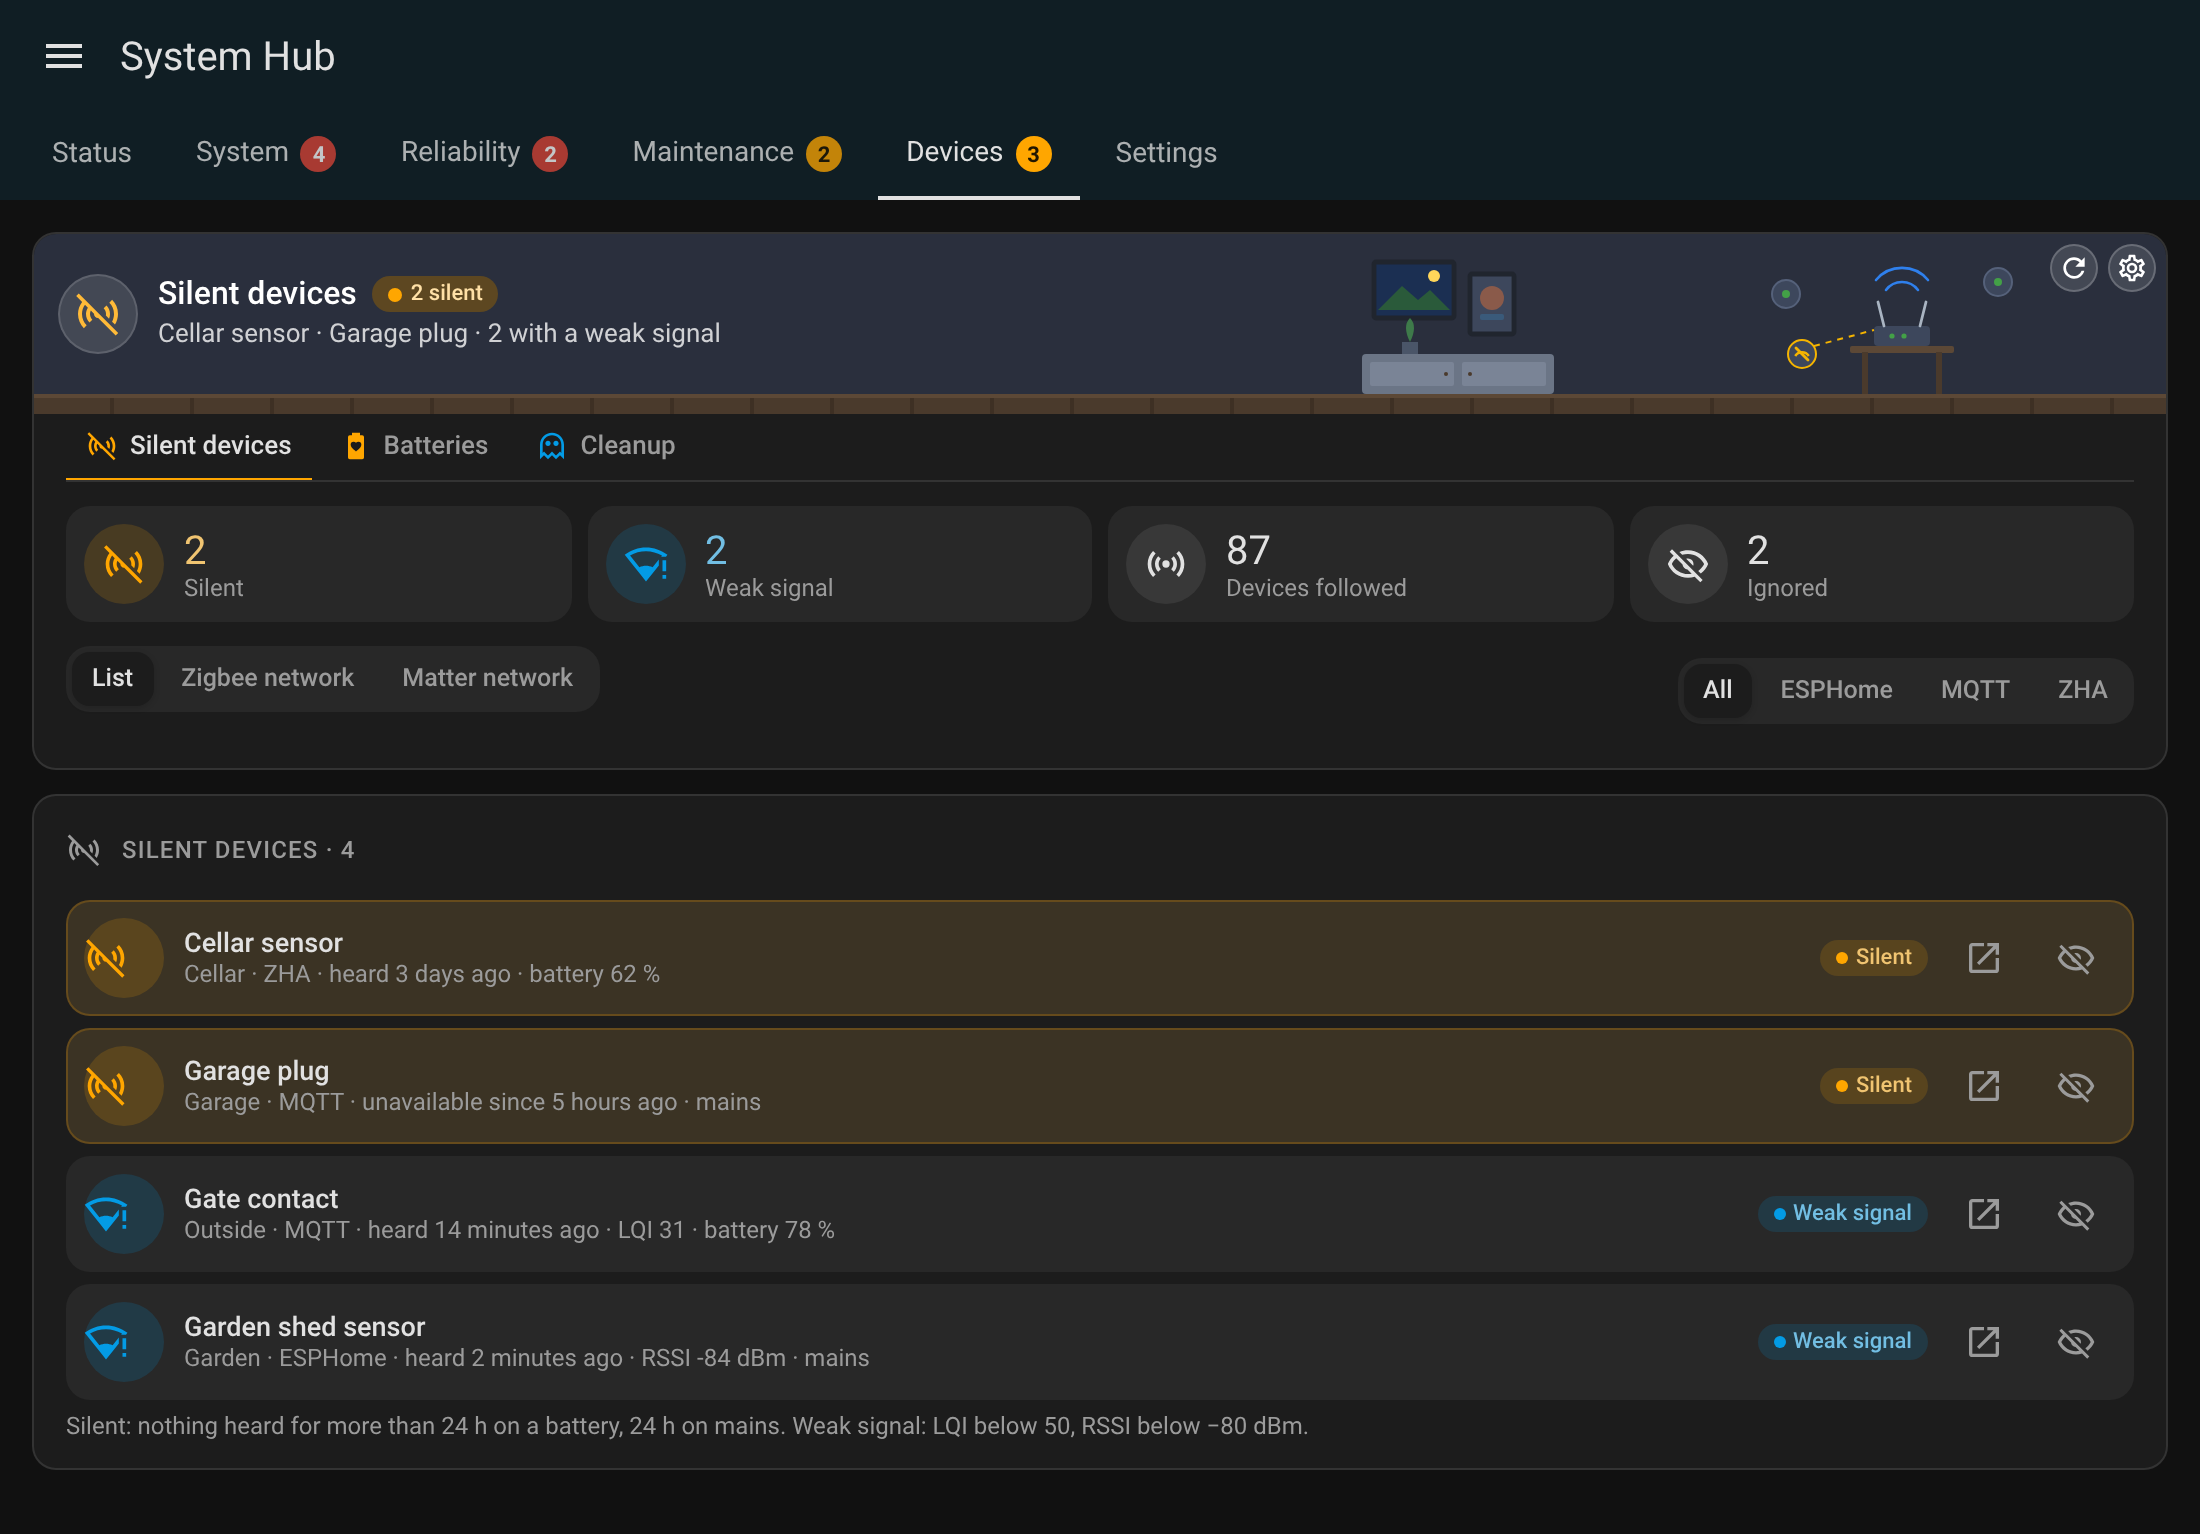 System Hub
Status
System 4
Reliability 2
Maintenance 2
Devices 3
Settings
Silent devices 2 silent
Cellar sensor · Garage plug · 2 with a weak signal
Silent devices
Batteries
Cleanup
2
Silent
2
Weak signal
87
Devices followed
2
Ignored
List
Zigbee network
Matter network
All
ESPHome
MQTT
ZHA
SILENT DEVICES · 4
Cellar sensor
Cellar · ZHA · heard 3 days ago · battery 62 %
Silent
Garage plug
Garage · MQTT · unavailable since 5 hours ago · mains
Silent
Gate contact
Outside · MQTT · heard 14 minutes ago · LQI 31 · battery 78 %
Weak signal
Garden shed sensor
Garden · ESPHome · heard 2 minutes ago · RSSI -84 dBm · mains
Weak signal
Silent: nothing heard for more than 24 h on a battery, 24 h on mains. Weak signal: LQI below 50, RSSI below −80 dBm.